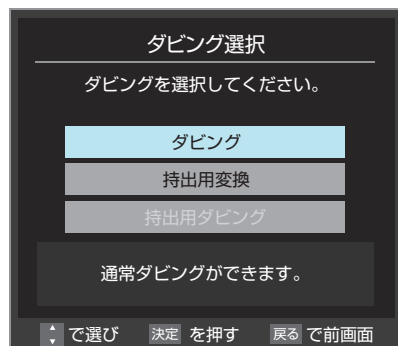 ダビング選択
ダビングを選択してください。
ダビング
持出用変換
持出用ダビング
通常ダビングができます。
で選び 決定 を押す 戻る で前画面